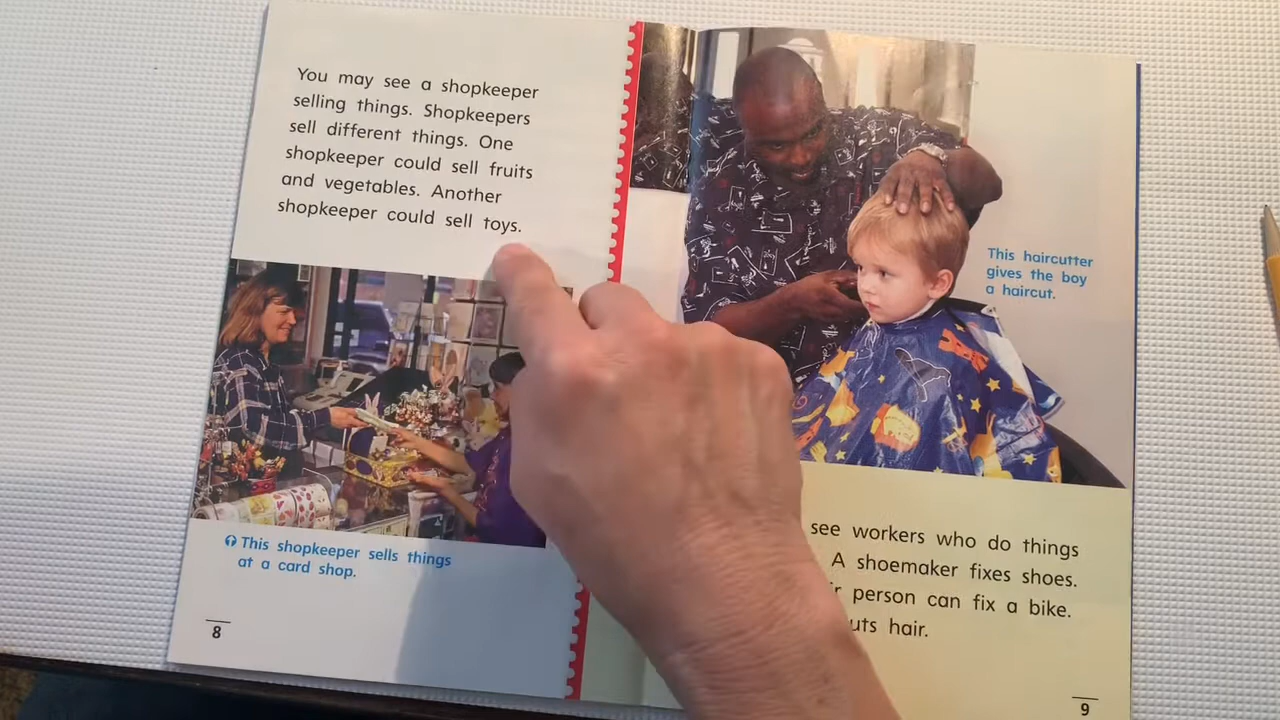 You may see a shopkeeper
selling things. Shopkeepers
sell different things. One
shopkeeper could sell fruits
and vegetables. Another
shopkeeper could sell toys.
This shopkeeper sells things
at a card shop.
8
This haircutter
gives the boy
a haircut.
see workers who do things
A shoemaker fixes shoes.
person can fix a bike.
hair.
9